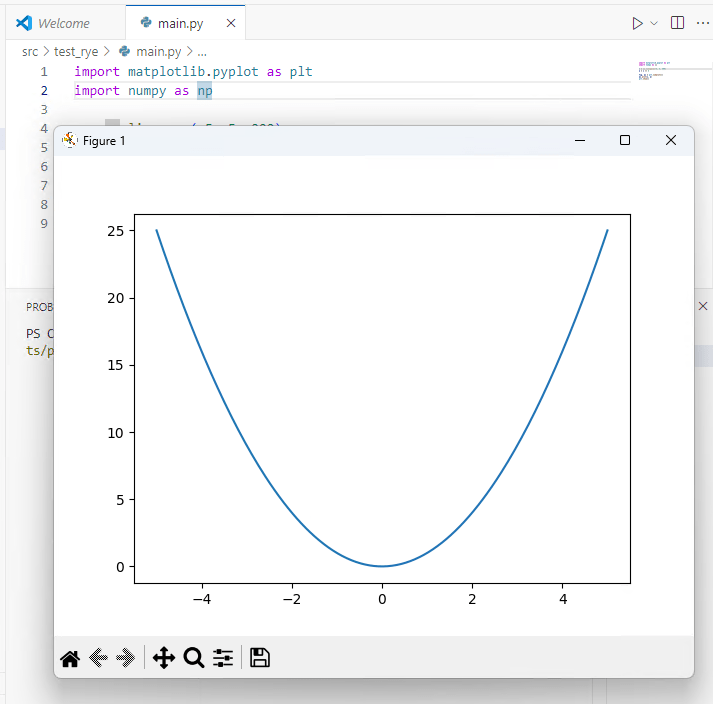 Welcome
main.py
src > test_rye > main.py > ...
1 import matplotlib.pyplot as plt
2 import numpy as np
3
4
5
6
7
8
9
Figure 1
25
20
15
10
5
0
−4 −2 0 2 4
PROB
PS C
ts/p